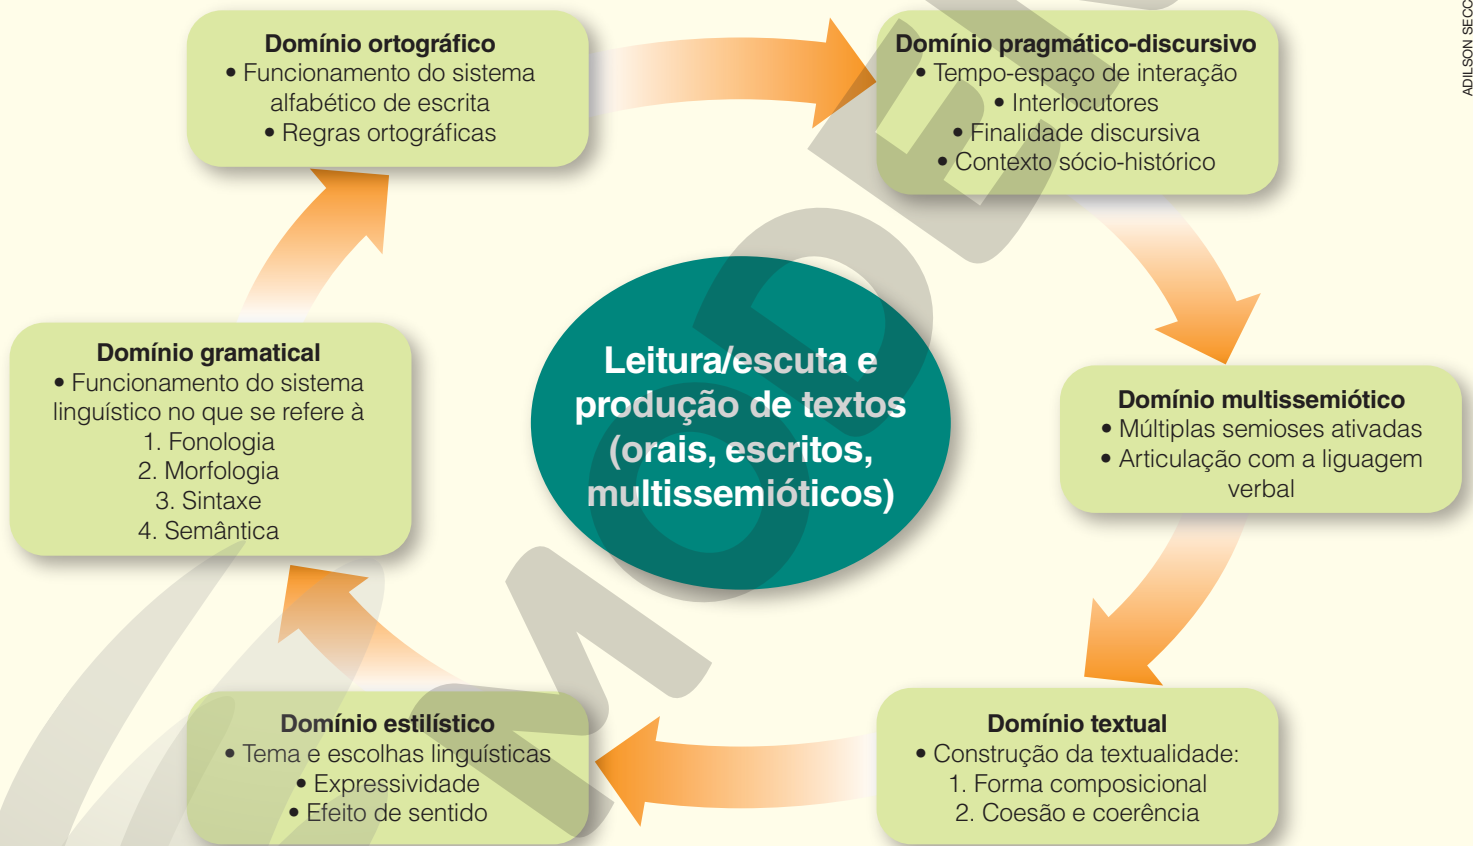 Domínio ortográfico
• Funcionamento do sistema
alfabético de escrita
• Regras ortográficas
Domínio pragmático-discursivo
• Tempo-espaço de interação
• Interlocutores
• Finalidade discursiva
• Contexto sócio-histórico
ADILSON SECC
Domínio gramatical
• Funcionamento do sistema
linguístico no que se refere à
1. Fonologia
2. Morfologia
3. Sintaxe
4. Semântica
Leitura/escuta e
produção de textos
(orais, escritos,
multissemióticos)
Domínio multissemiótico
• Múltiplas semioses ativadas
• Articulação com a liguagem
verbal
Domínio estilístico
• Tema e escolhas linguísticas
• Expressividade
• Efeito de sentido
Domínio textual
• Construção da textualidade:
1. Forma composicional
2. Coesão e coerência